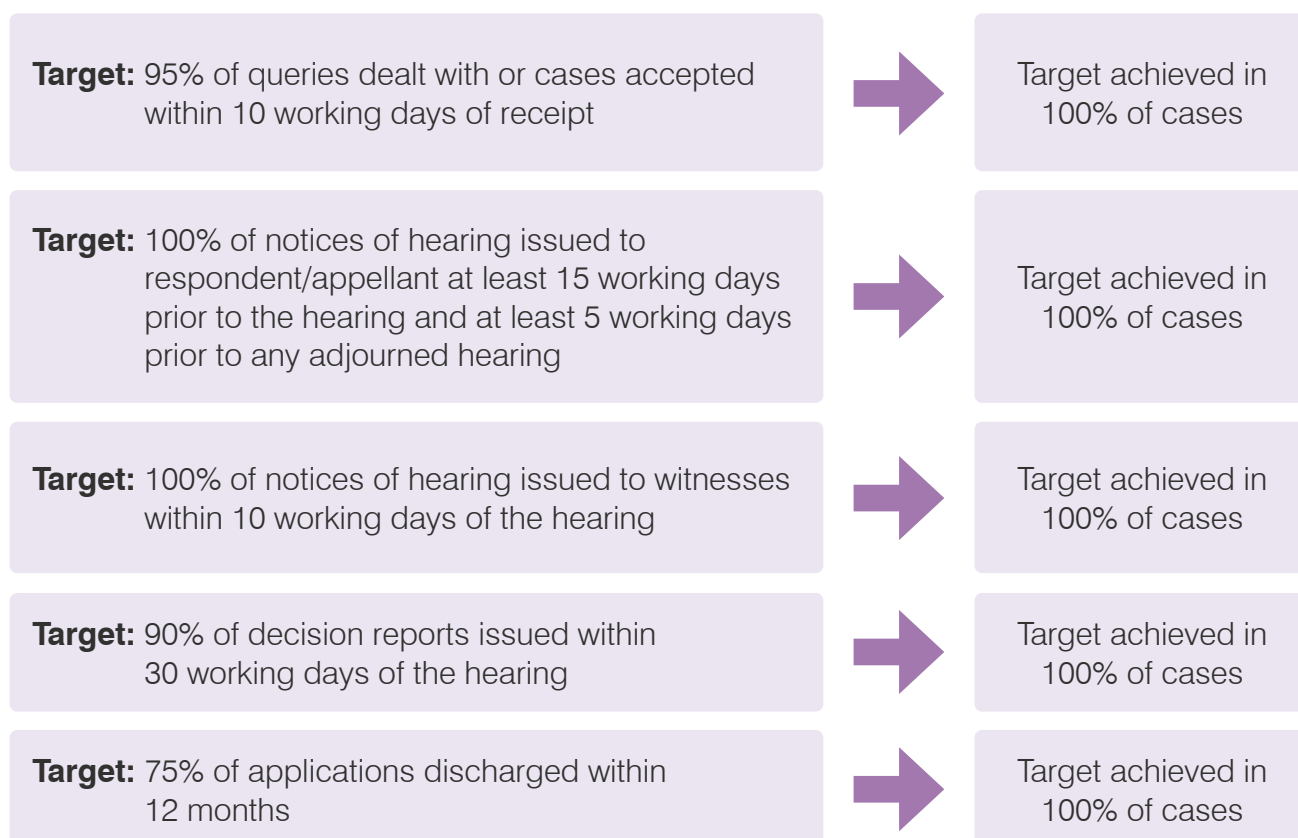 Target: 95% of queries dealt with or cases accepted
within 10 working days of receipt
Target achieved in
100% of cases
Target: 100% of notices of hearing issued to
respondent/appellant at least 15 working days
prior to the hearing and at least 5 working days
prior to any adjourned hearing
Target achieved in
100% of cases
Target: 100% of notices of hearing issued to witnesses
within 10 working days of the hearing
Target achieved in
100% of cases
Target: 90% of decision reports issued within
30 working days of the hearing
Target achieved in
100% of cases
Target: 75% of applications discharged within
12 months
Target achieved in
100% of cases